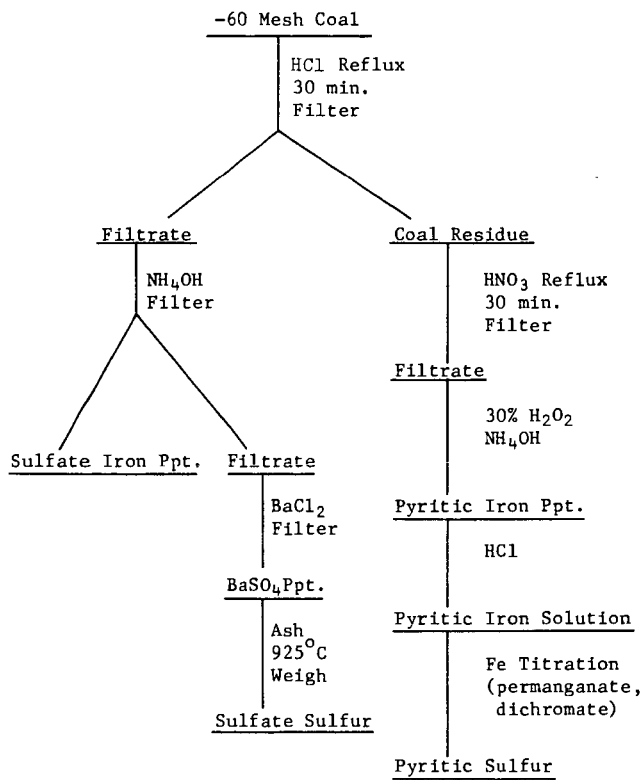 -60 Mesh Coal
HCl Reflux
30 min.
Filter
Filtrate
NH₄OH
Filter
Sulfate Iron Ppt.
Filtrate
BaCl₂
Filter
BaSO₄Ppt.
Ash
925°C
Weigh
Sulfate Sulfur
Coal Residue
HNO₃ Reflux
30 min.
Filter
Filtrate
30% H₂O₂
NH₄OH
Pyritic Iron Ppt.
HCl
Pyritic Iron Solution
Fe Titration
(permanganate,
dichromate)
Pyritic Sulfur